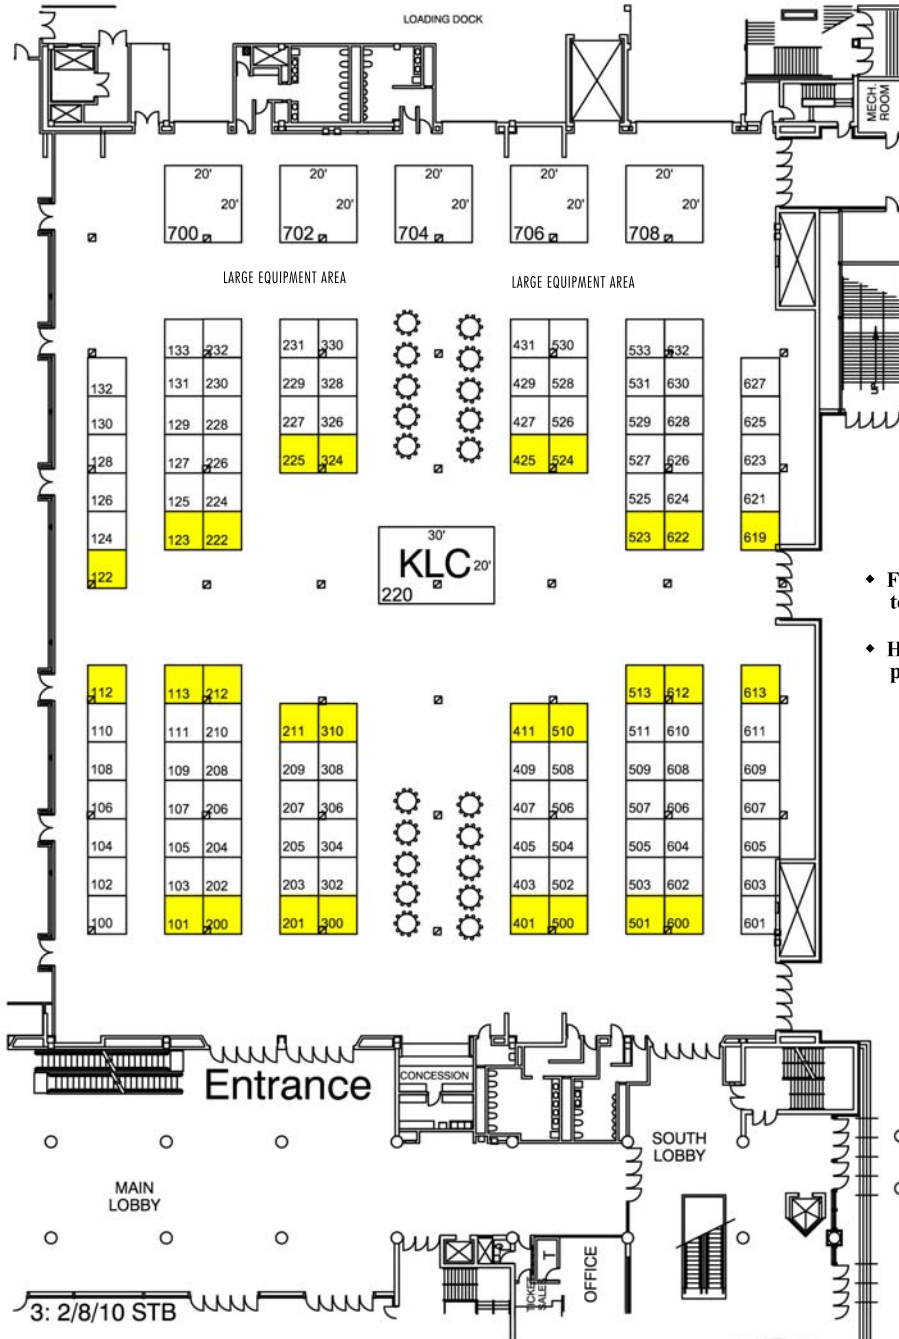 LOADING DOCK
MECH.
ROOM
20' 20' 20' 20' 20'
20' 20' 20' 20' 20'
700 702 704 706 708
LARGE EQUIPMENT AREA LARGE EQUIPMENT AREA
UP
133 232 231 330 431 530 533 632
132 131 230 229 328 429 528 531 630 627
130 129 228 227 326 427 526 529 628 625
128 127 226 225 324 425 524 527 626 623
126 125 224 525 624 621
124 123 222 523 622 619
122
30'
KLC 20'
220
F
H
p
112 113 212 513 612 613
110 111 210 211 310 411 510 511 610 611
108 109 208 209 308 409 508 509 608 609
106 107 206 207 306 407 506 507 606 607
104 105 204 205 304 405 504 505 604 605
102 103 202 203 302 403 502 503 602 603
100 101 200 201 300 401 500 501 600 601
Entrance
CONCESSION
SOUTH
LOBBY
MAIN
LOBBY
TICKET
SALES
T
OFFICE
3: 2/8/10 STB